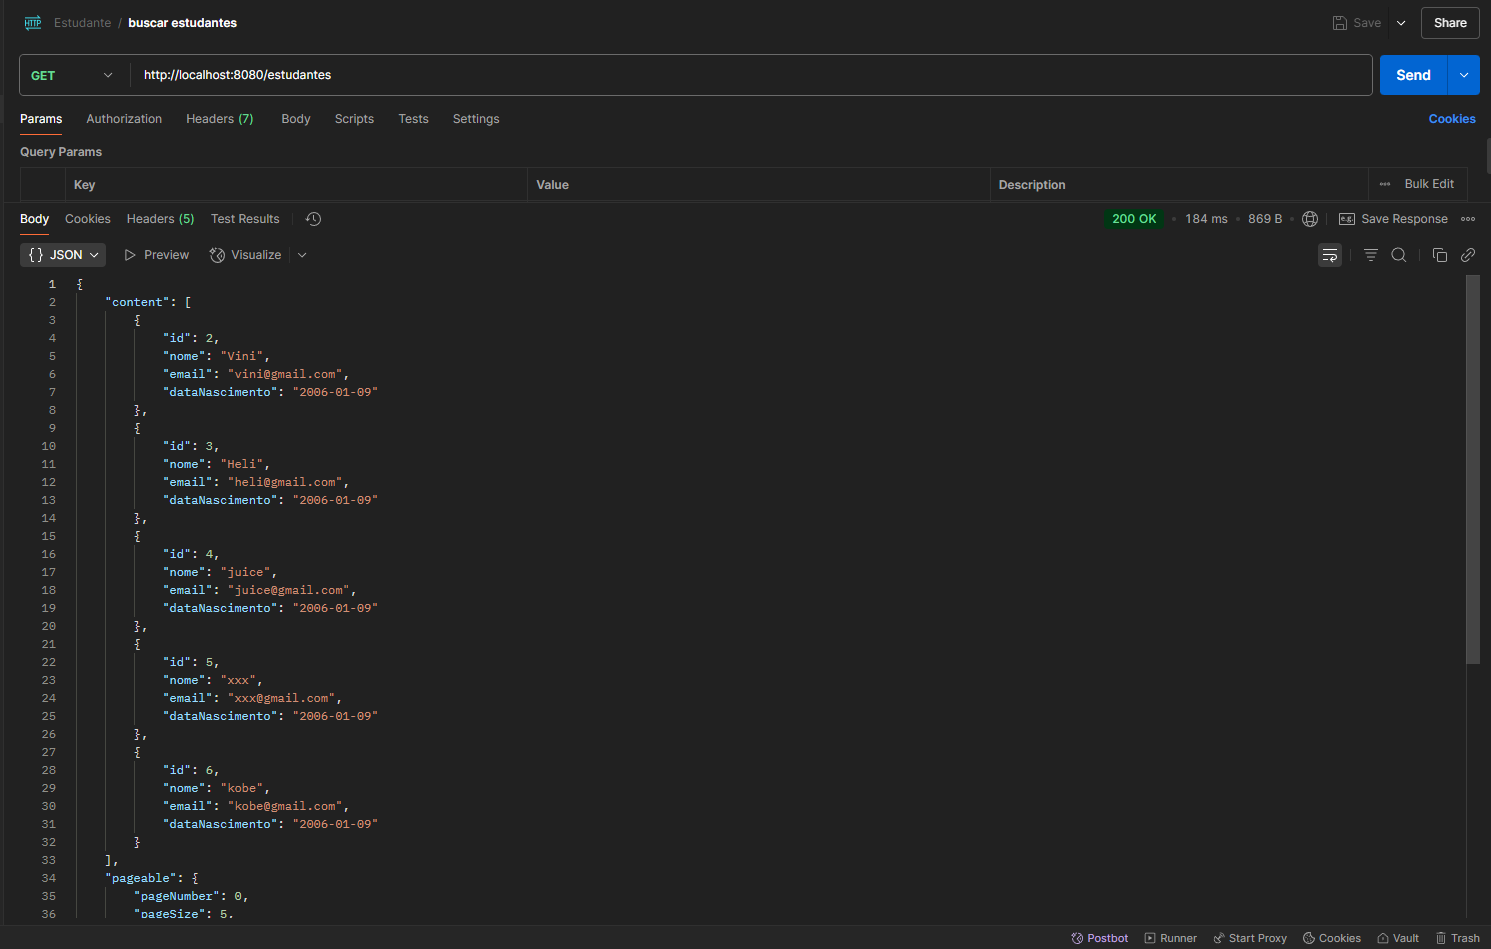 HTTP Estudante / buscar estudantes Save Share
GET http://localhost:8080/estudantes Send
Params Authorization Headers (7) Body Scripts Tests Settings Cookies
Query Params
Key Value Description Bulk Edit
Body Cookies Headers (5) Test Results 200 OK • 184 ms • 869 B • e.g. Save Response
{} JSON Preview Visualize
1 {
2 "content": [
3 {
4 "id": 2,
5 "nome": "Vini",
6 "email": "vini@gmail.com",
7 "dataNascimento": "2006-01-09"
8 },
9 {
10 "id": 3,
11 "nome": "Heli",
12 "email": "heli@gmail.com",
13 "dataNascimento": "2006-01-09"
14 },
15 {
16 "id": 4,
17 "nome": "juice",
18 "email": "juice@gmail.com",
19 "dataNascimento": "2006-01-09"
20 },
21 {
22 "id": 5,
23 "nome": "xxx",
24 "email": "xxx@gmail.com",
25 "dataNascimento": "2006-01-09"
26 },
27 {
28 "id": 6,
29 "nome": "kobe",
30 "email": "kobe@gmail.com",
31 "dataNascimento": "2006-01-09"
32 }
33 ],
34 "pageable": {
35 "pageNumber": 0,
36 "pageSize": 5,
Postbot Runner Start Proxy Cookies Vault Trash